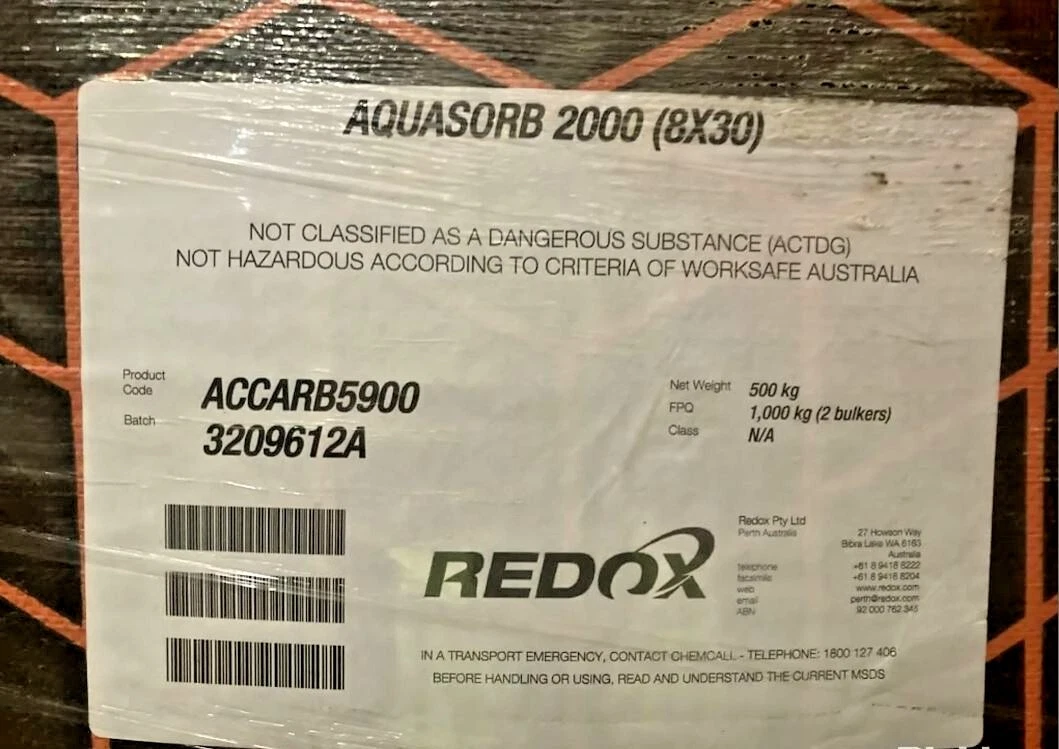 AQUASORB 2000 (8X30)
NOT CLASSIFIED AS A DANGEROUS SUBSTANCE (ACTDG)
NOT HAZARDOUS ACCORDING TO CRITERIA OF WORKSAFE AUSTRALIA
Product Code ACCARB5900
Batch 3209612A
Net Weight 500 kg
FPQ 1,000 kg (2 bulkers)
Class N/A
REDOX
Redox Pty Ltd
Perth Australia
27 Howson Way
Bibra Lake WA 6163
Australia
telephone +61 8 9418 8222
facsimile +61 8 9418 8204
web www.redox.com
email perth@redox.com
ABN 92 000 762 345
IN A TRANSPORT EMERGENCY, CONTACT CHEMCALL - TELEPHONE: 1800 127 406
BEFORE HANDLING OR USING, READ AND UNDERSTAND THE CURRENT MSDS